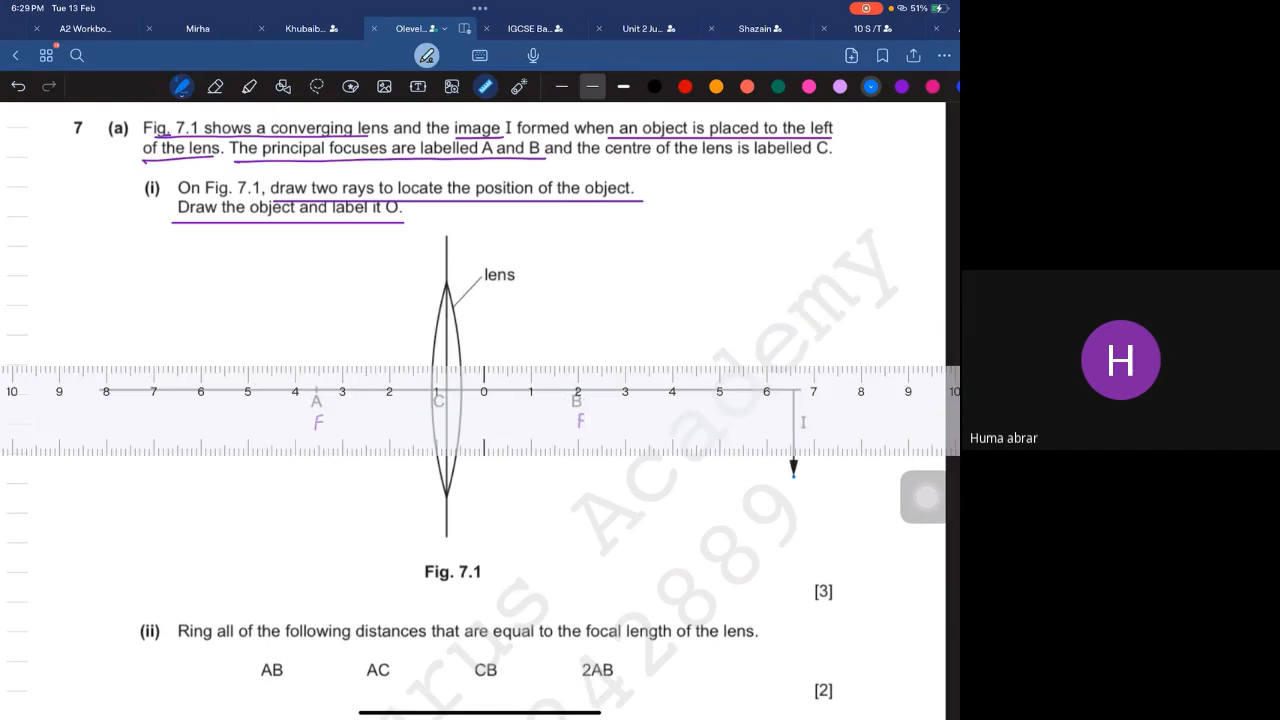 6:29 PM Tue 13 Feb
51%
A2 Workbo...
Mirha
Khubaib...
Olevel...
IGCSE Ba...
Unit 2 Ju...
Shazain
10 S /T
7 (a) Fig. 7.1 shows a converging lens and the image I formed when an object is placed to the left
of the lens. The principal focuses are labelled A and B and the centre of the lens is labelled C.
(i) On Fig. 7.1, draw two rays to locate the position of the object.
Draw the object and label it O.
lens
10 9 8 7 6 5 4 3 2 1 0 1 2 3 4 5 6 7 8 9 10
A C B
F F I
Fig. 7.1
[3]
(ii) Ring all of the following distances that are equal to the focal length of the lens.
AB AC CB 2AB
[2]
Academy
H
Huma abrar